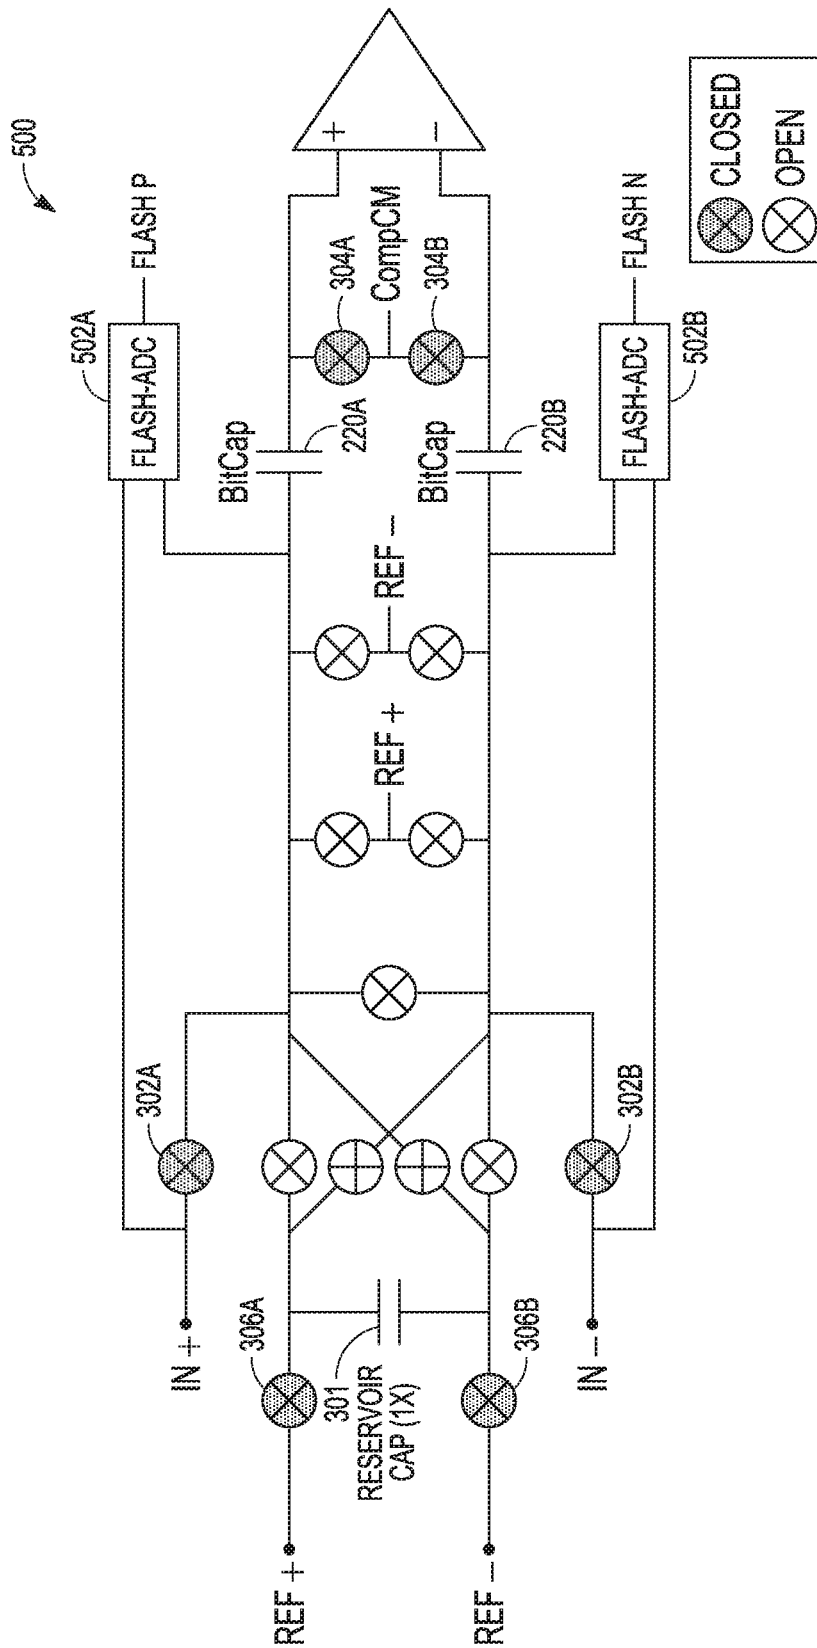 500
502A
FLASH-ADC
FLASH P
302A
IN +
306A
REF +
301
RESERVOIR
CAP (1X)
REF +
REF -
BitCap
220A
304A
CompCM
304B
+
-
BitCap
220B
306B
REF -
IN -
302B
FLASH-ADC
FLASH N
502B
CLOSED
OPEN